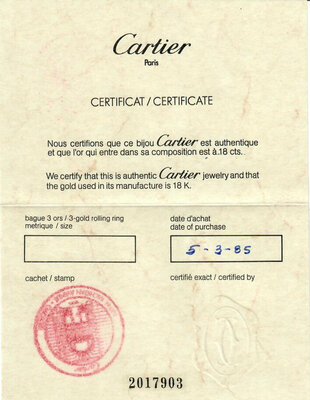 Cartier
Paris
CERTIFICAT / CERTIFICATE
Nous certifions que ce bijou Cartier est authentique
et que l'or qui entre dans sa composition est à.18 cts..
We certify that this is authentic Cartier jewelry and that
the gold used in its manufacture is 18 K.
bague 3 ors / 3-gold rolling ring
metrique / size
date d'achat
date of purchase
5-3-85
cachet / stamp
certifié exact / certified by
2017903